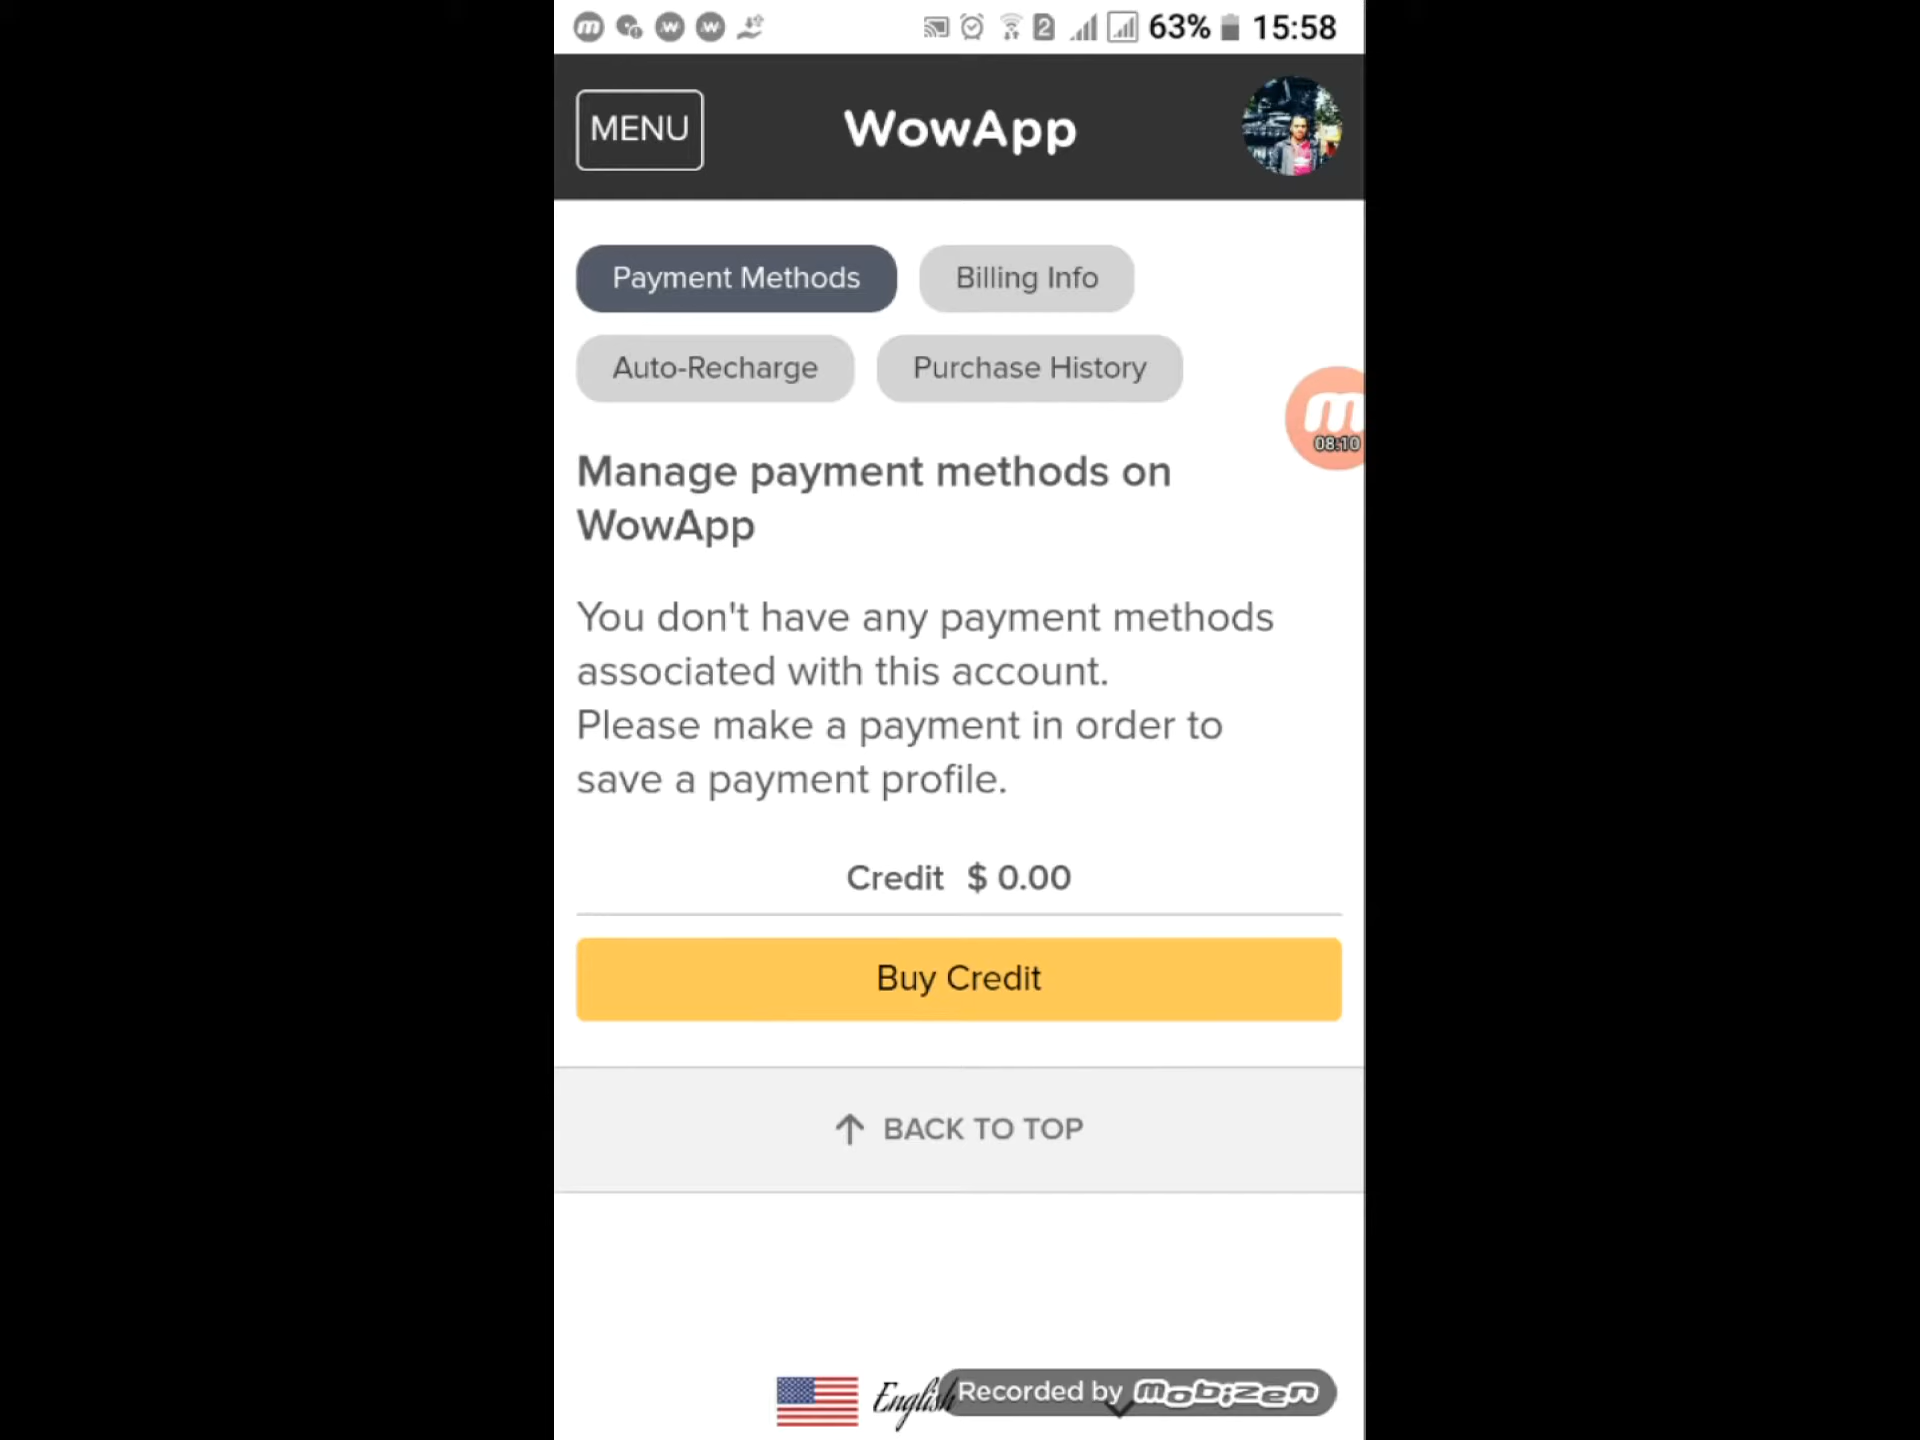 63% 15:58
MENU WowApp
Payment Methods Billing Info
Auto-Recharge Purchase History
08:10
Manage payment methods on
WowApp
You don't have any payment methods
associated with this account.
Please make a payment in order to
save a payment profile.
Credit $ 0.00
Buy Credit
BACK TO TOP
English
Recorded by mobizen